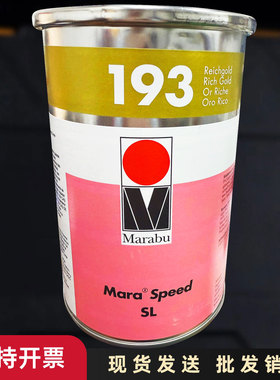 193
Reichgold
Rich Gold
Or Riche
Oro Rico
Marabu
Mara® Speed
SL
持开票
现货发送 批发销